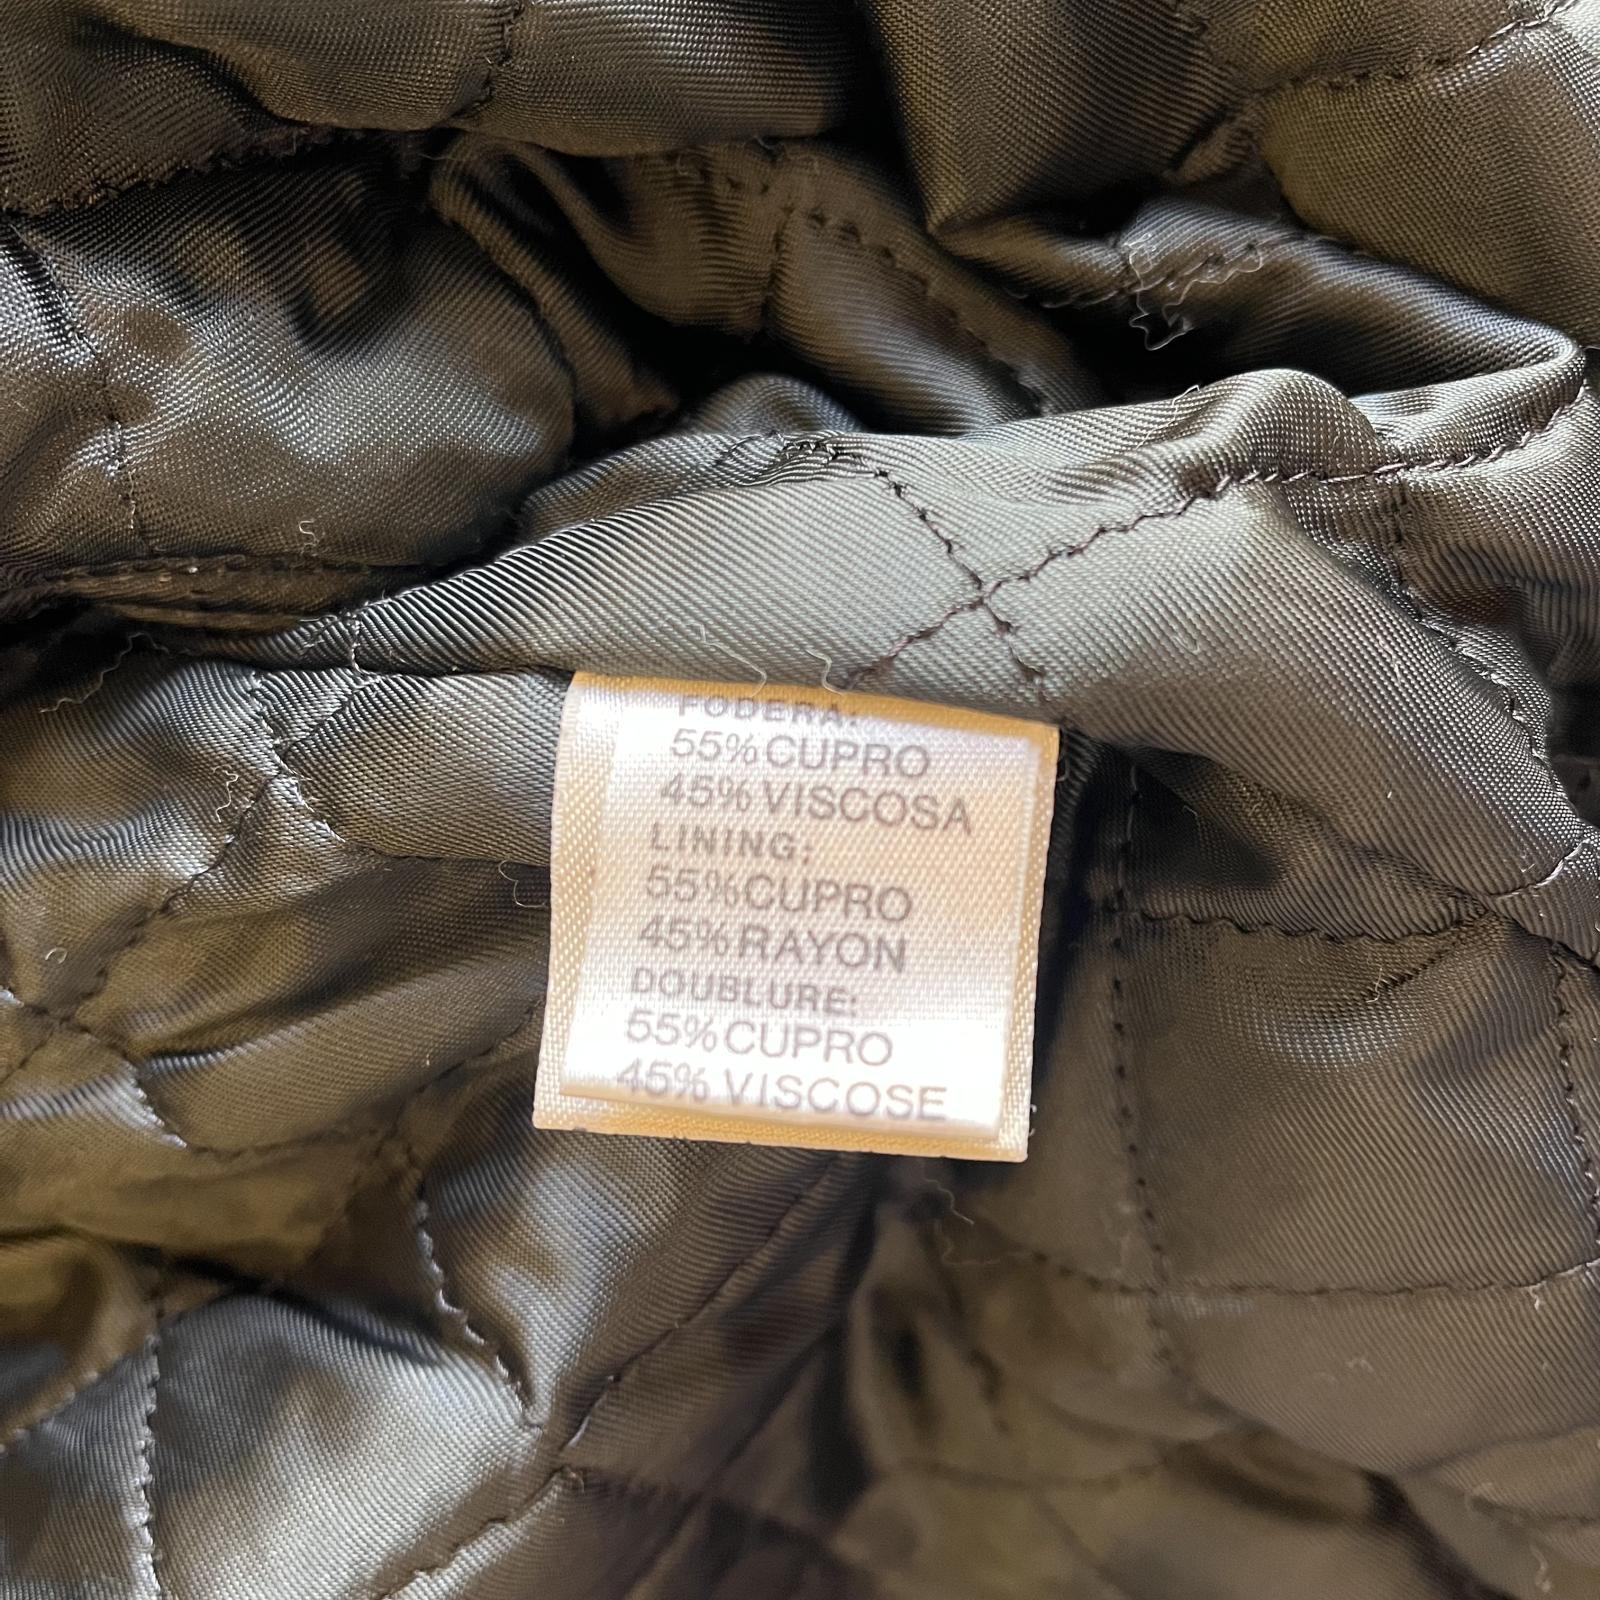 FODERA:
55% CUPRO
45% VISCOSA
LINING:
55% CUPRO
45% RAYON
DOUBLURE:
55% CUPRO
45% VISCOSE